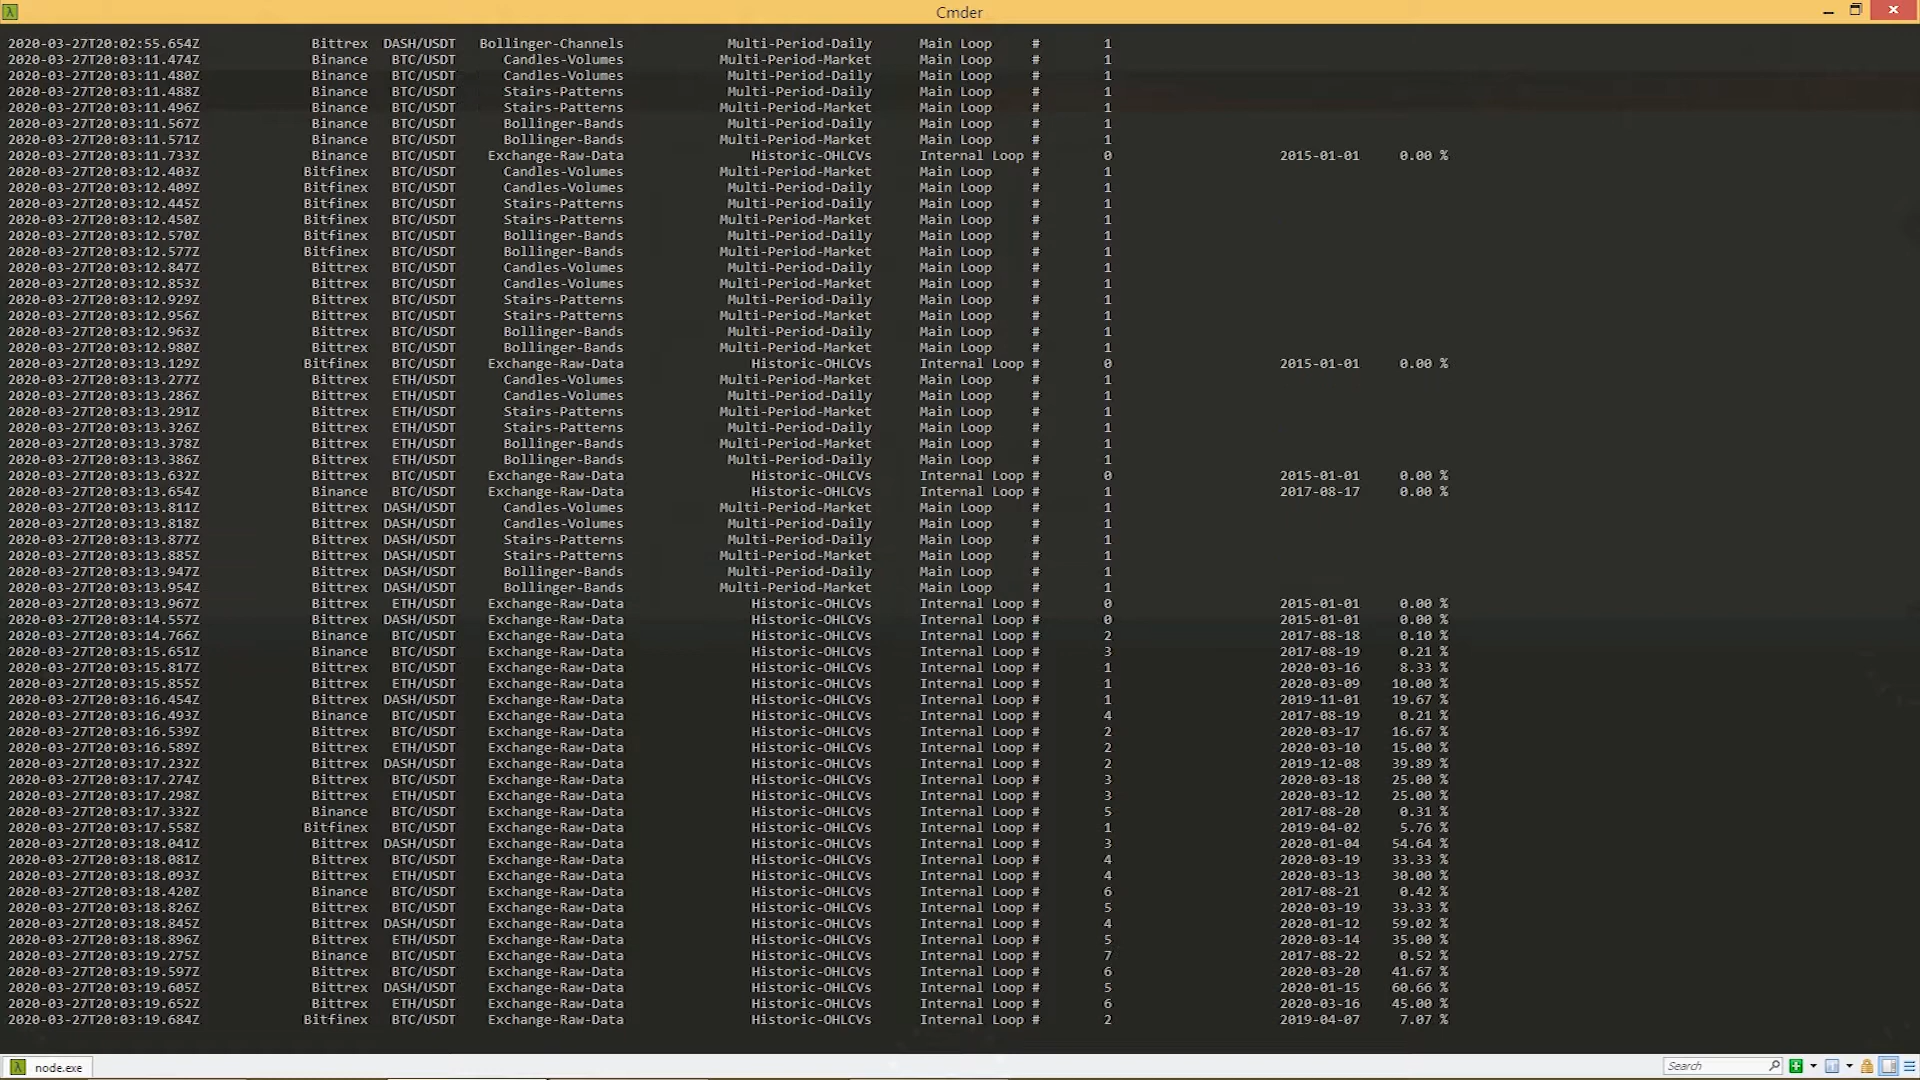 Cmder
2020-03-27T20:02:55.654Z Bittrex DASH/USDT Bollinger-Channels Multi-Period-Daily Main Loop # 1
2020-03-27T20:03:11.474Z Binance BTC/USDT Candles-Volumes Multi-Period-Market Main Loop # 1
2020-03-27T20:03:11.480Z Binance BTC/USDT Candles-Volumes Multi-Period-Daily Main Loop # 1
2020-03-27T20:03:11.488Z Binance BTC/USDT Stairs-Patterns Multi-Period-Daily Main Loop # 1
2020-03-27T20:03:11.496Z Binance BTC/USDT Stairs-Patterns Multi-Period-Market Main Loop # 1
2020-03-27T20:03:11.567Z Binance BTC/USDT Bollinger-Bands Multi-Period-Daily Main Loop # 1
2020-03-27T20:03:11.571Z Binance BTC/USDT Bollinger-Bands Multi-Period-Market Main Loop # 1
2020-03-27T20:03:11.733Z Binance BTC/USDT Exchange-Raw-Data Historic-OHLCVs Internal Loop # 0 2015-01-01 0.00 %
2020-03-27T20:03:12.403Z Bitfinex BTC/USDT Candles-Volumes Multi-Period-Market Main Loop # 1
2020-03-27T20:03:12.409Z Bitfinex BTC/USDT Candles-Volumes Multi-Period-Daily Main Loop # 1
2020-03-27T20:03:12.445Z Bitfinex BTC/USDT Stairs-Patterns Multi-Period-Daily Main Loop # 1
2020-03-27T20:03:12.450Z Bitfinex BTC/USDT Stairs-Patterns Multi-Period-Market Main Loop # 1
2020-03-27T20:03:12.570Z Bitfinex BTC/USDT Bollinger-Bands Multi-Period-Daily Main Loop # 1
2020-03-27T20:03:12.577Z Bitfinex BTC/USDT Bollinger-Bands Multi-Period-Market Main Loop # 1
2020-03-27T20:03:12.847Z Bittrex BTC/USDT Candles-Volumes Multi-Period-Daily Main Loop # 1
2020-03-27T20:03:12.853Z Bittrex BTC/USDT Candles-Volumes Multi-Period-Market Main Loop # 1
2020-03-27T20:03:12.929Z Bittrex BTC/USDT Stairs-Patterns Multi-Period-Daily Main Loop # 1
2020-03-27T20:03:12.956Z Bittrex BTC/USDT Stairs-Patterns Multi-Period-Market Main Loop # 1
2020-03-27T20:03:12.963Z Bittrex BTC/USDT Bollinger-Bands Multi-Period-Daily Main Loop # 1
2020-03-27T20:03:12.980Z Bittrex BTC/USDT Bollinger-Bands Multi-Period-Market Main Loop # 1
2020-03-27T20:03:13.129Z Bitfinex BTC/USDT Exchange-Raw-Data Historic-OHLCVs Internal Loop # 0 2015-01-01 0.00 %
2020-03-27T20:03:13.277Z Bittrex ETH/USDT Candles-Volumes Multi-Period-Market Main Loop # 1
2020-03-27T20:03:13.286Z Bittrex ETH/USDT Candles-Volumes Multi-Period-Daily Main Loop # 1
2020-03-27T20:03:13.291Z Bittrex ETH/USDT Stairs-Patterns Multi-Period-Market Main Loop # 1
2020-03-27T20:03:13.326Z Bittrex ETH/USDT Stairs-Patterns Multi-Period-Daily Main Loop # 1
2020-03-27T20:03:13.378Z Bittrex ETH/USDT Bollinger-Bands Multi-Period-Market Main Loop # 1
2020-03-27T20:03:13.386Z Bittrex ETH/USDT Bollinger-Bands Multi-Period-Daily Main Loop # 1
2020-03-27T20:03:13.632Z Bittrex BTC/USDT Exchange-Raw-Data Historic-OHLCVs Internal Loop # 0 2015-01-01 0.00 %
2020-03-27T20:03:13.654Z Binance BTC/USDT Exchange-Raw-Data Historic-OHLCVs Internal Loop # 1 2017-08-17 0.00 %
2020-03-27T20:03:13.811Z Bittrex DASH/USDT Candles-Volumes Multi-Period-Market Main Loop # 1
2020-03-27T20:03:13.818Z Bittrex DASH/USDT Candles-Volumes Multi-Period-Daily Main Loop # 1
2020-03-27T20:03:13.877Z Bittrex DASH/USDT Stairs-Patterns Multi-Period-Daily Main Loop # 1
2020-03-27T20:03:13.885Z Bittrex DASH/USDT Stairs-Patterns Multi-Period-Market Main Loop # 1
2020-03-27T20:03:13.947Z Bittrex DASH/USDT Bollinger-Bands Multi-Period-Daily Main Loop # 1
2020-03-27T20:03:13.954Z Bittrex DASH/USDT Bollinger-Bands Multi-Period-Market Main Loop # 1
2020-03-27T20:03:13.967Z Bittrex ETH/USDT Exchange-Raw-Data Historic-OHLCVs Internal Loop # 0 2015-01-01 0.00 %
2020-03-27T20:03:14.557Z Bittrex DASH/USDT Exchange-Raw-Data Historic-OHLCVs Internal Loop # 0 2015-01-01 0.00 %
2020-03-27T20:03:14.766Z Binance BTC/USDT Exchange-Raw-Data Historic-OHLCVs Internal Loop # 2 2017-08-18 0.10 %
2020-03-27T20:03:15.651Z Binance BTC/USDT Exchange-Raw-Data Historic-OHLCVs Internal Loop # 3 2017-08-19 0.21 %
2020-03-27T20:03:15.817Z Bittrex BTC/USDT Exchange-Raw-Data Historic-OHLCVs Internal Loop # 1 2020-03-16 8.33 %
2020-03-27T20:03:15.855Z Bittrex ETH/USDT Exchange-Raw-Data Historic-OHLCVs Internal Loop # 1 2020-03-09 10.00 %
2020-03-27T20:03:16.454Z Bittrex DASH/USDT Exchange-Raw-Data Historic-OHLCVs Internal Loop # 1 2019-11-01 19.67 %
2020-03-27T20:03:16.493Z Binance BTC/USDT Exchange-Raw-Data Historic-OHLCVs Internal Loop # 4 2017-08-19 0.21 %
2020-03-27T20:03:16.539Z Bittrex BTC/USDT Exchange-Raw-Data Historic-OHLCVs Internal Loop # 2 2020-03-17 16.67 %
2020-03-27T20:03:16.589Z Bittrex ETH/USDT Exchange-Raw-Data Historic-OHLCVs Internal Loop # 2 2020-03-10 15.00 %
2020-03-27T20:03:17.232Z Bittrex DASH/USDT Exchange-Raw-Data Historic-OHLCVs Internal Loop # 2 2019-12-08 39.89 %
2020-03-27T20:03:17.274Z Bittrex BTC/USDT Exchange-Raw-Data Historic-OHLCVs Internal Loop # 3 2020-03-18 25.00 %
2020-03-27T20:03:17.298Z Bittrex ETH/USDT Exchange-Raw-Data Historic-OHLCVs Internal Loop # 3 2020-03-12 25.00 %
2020-03-27T20:03:17.332Z Binance BTC/USDT Exchange-Raw-Data Historic-OHLCVs Internal Loop # 5 2017-08-20 0.31 %
2020-03-27T20:03:17.558Z Bitfinex BTC/USDT Exchange-Raw-Data Historic-OHLCVs Internal Loop # 1 2019-04-02 5.76 %
2020-03-27T20:03:18.041Z Bittrex DASH/USDT Exchange-Raw-Data Historic-OHLCVs Internal Loop # 3 2020-01-04 54.64 %
2020-03-27T20:03:18.081Z Bittrex BTC/USDT Exchange-Raw-Data Historic-OHLCVs Internal Loop # 4 2020-03-19 33.33 %
2020-03-27T20:03:18.093Z Bittrex ETH/USDT Exchange-Raw-Data Historic-OHLCVs Internal Loop # 4 2020-03-13 30.00 %
2020-03-27T20:03:18.420Z Binance BTC/USDT Exchange-Raw-Data Historic-OHLCVs Internal Loop # 6 2017-08-21 0.42 %
2020-03-27T20:03:18.826Z Bittrex BTC/USDT Exchange-Raw-Data Historic-OHLCVs Internal Loop # 5 2020-03-19 33.33 %
2020-03-27T20:03:18.845Z Bittrex DASH/USDT Exchange-Raw-Data Historic-OHLCVs Internal Loop # 4 2020-01-12 59.02 %
2020-03-27T20:03:18.896Z Bittrex ETH/USDT Exchange-Raw-Data Historic-OHLCVs Internal Loop # 5 2020-03-14 35.00 %
2020-03-27T20:03:19.275Z Binance BTC/USDT Exchange-Raw-Data Historic-OHLCVs Internal Loop # 7 2017-08-22 0.52 %
2020-03-27T20:03:19.597Z Bittrex BTC/USDT Exchange-Raw-Data Historic-OHLCVs Internal Loop # 6 2020-03-20 41.67 %
2020-03-27T20:03:19.605Z Bittrex DASH/USDT Exchange-Raw-Data Historic-OHLCVs Internal Loop # 5 2020-01-15 60.66 %
2020-03-27T20:03:19.652Z Bittrex ETH/USDT Exchange-Raw-Data Historic-OHLCVs Internal Loop # 6 2020-03-16 45.00 %
2020-03-27T20:03:19.684Z Bitfinex BTC/USDT Exchange-Raw-Data Historic-OHLCVs Internal Loop # 2 2019-04-07 7.07 %
node.exe Search